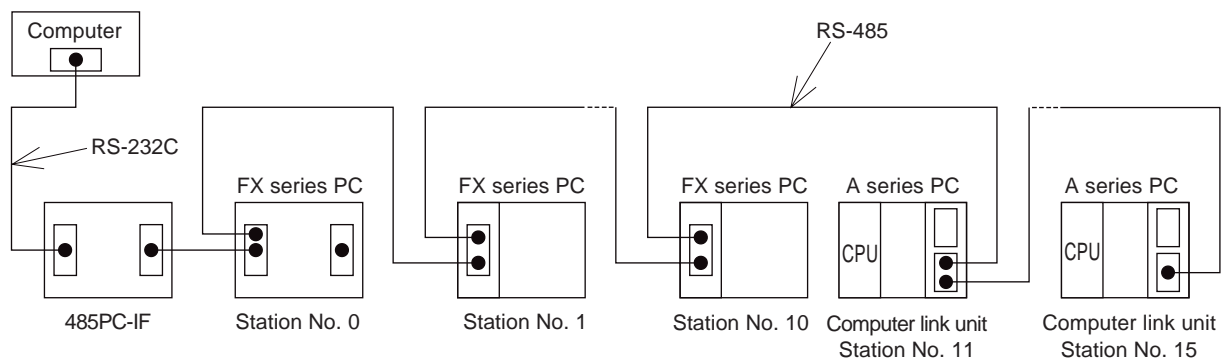 Computer
RS-485
RS-232C
FX series PC
FX series PC
FX series PC
A series PC
A series PC
CPU
CPU
485PC-IF
Station No. 0
Station No. 1
Station No. 10
Computer link unit
Station No. 11
Computer link unit
Station No. 15